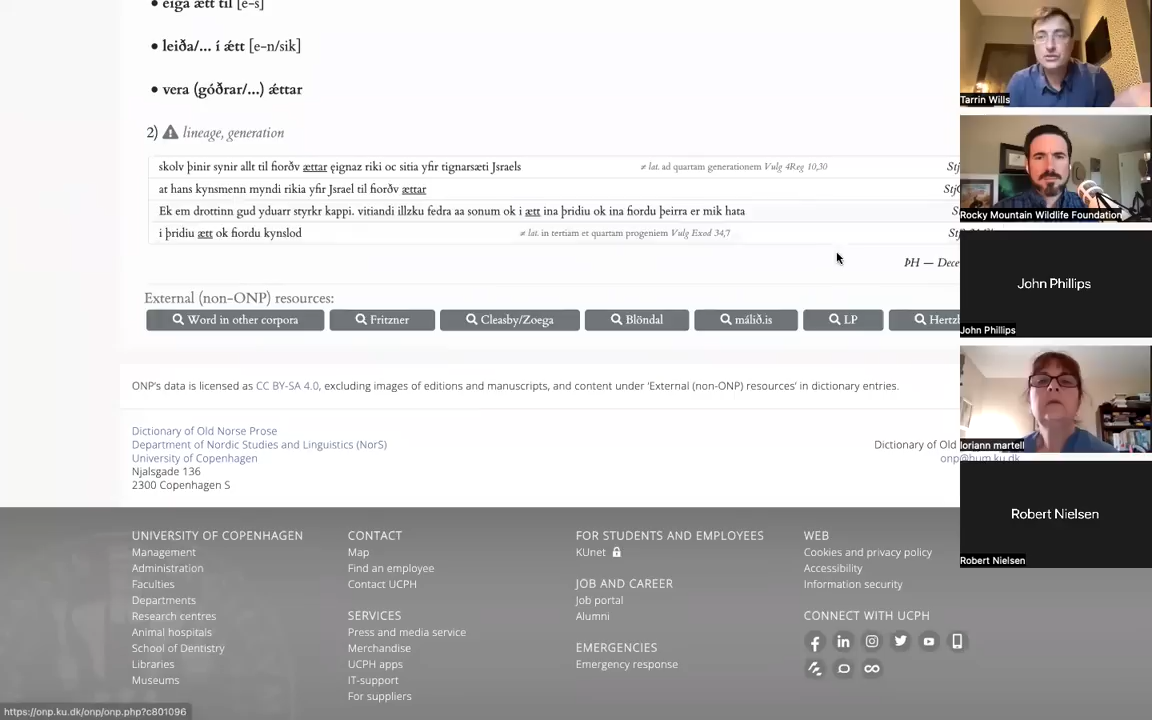 • eiga ætt til [e-s]
• leiða/... í ǽtt [e-n/sik]
• vera (góðrar/...) ǽttar
2) lineage, generation
skolv þinir synir allt til fiorðv ættar ęignaz riki oc sitia yfir tignarsæti Jsraels ≠ lat. ad quartam generationem Vulg 4Reg 10,30
at hans kynsmenn myndi rikia yfir Jsrael til fiorðv ættar
Ek em drottinn gud yduarr styrkr kappi. vitiandi illzku fedra aa sonum ok i ætt ina þridiu ok ina fiordu þeirra er mik hata
i þridiu ætt ok fiordu kynslod ≠ lat. in tertiam et quartam progeniem Vulg Exod 34,7
ÞH — Dece
External (non-ONP) resources:
Word in other corpora Fritzner Cleasby/Zoega Blöndal málið.is LP
ONP's data is licensed as CC BY-SA 4.0, excluding images of editions and manuscripts, and content under 'External (non-ONP) resources' in dictionary entries.
Dictionary of Old Norse Prose
Department of Nordic Studies and Linguistics (NorS)
University of Copenhagen
Njalsgade 136
2300 Copenhagen S
Dictionary of Old
onp@hum.ku.dk
UNIVERSITY OF COPENHAGEN
Management
Administration
Faculties
Departments
Research centres
Animal hospitals
School of Dentistry
Libraries
Museums
CONTACT
Map
Find an employee
Contact UCPH
SERVICES
Press and media service
Merchandise
UCPH apps
IT-support
For suppliers
FOR STUDENTS AND EMPLOYEES
KUnet
JOB AND CAREER
Job portal
Alumni
EMERGENCIES
Emergency response
WEB
Cookies and privacy policy
Accessibility
Information security
CONNECT WITH UCPH
https://onp.ku.dk/onp/onp.php?c801096
Tarrin Wills
Rocky Mountain Wildlife Foundation
John Phillips
John Phillips
loriann martell
Robert Nielsen
Robert Nielsen